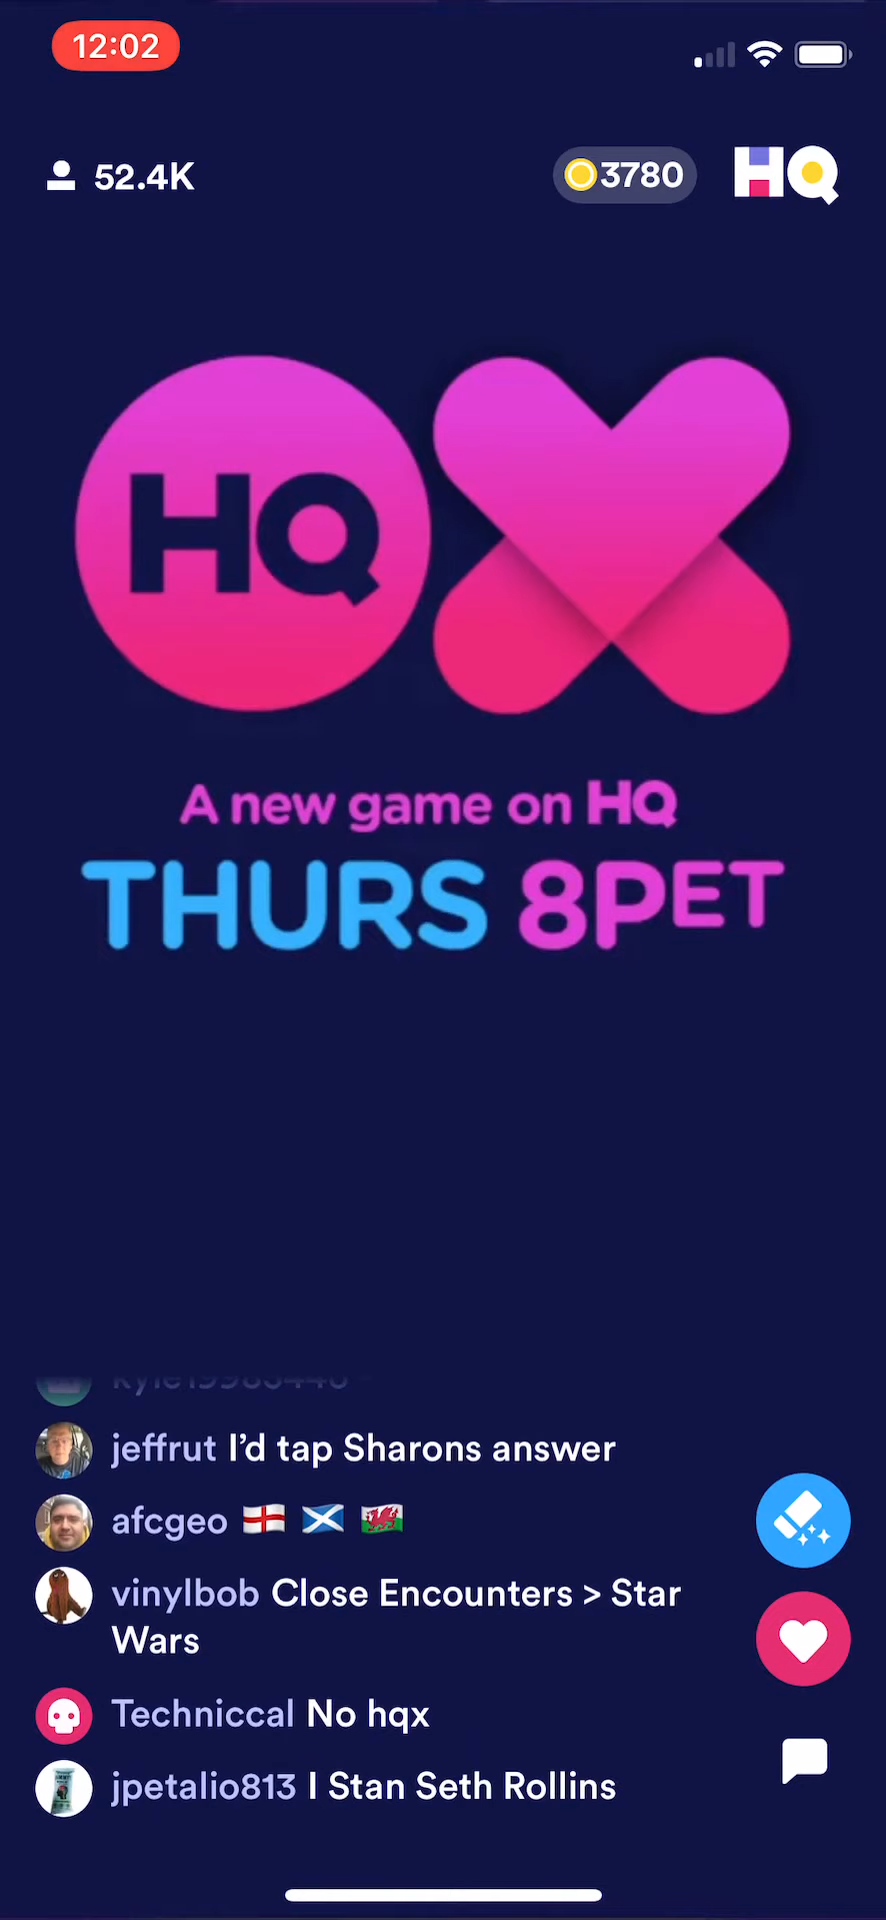 12:02
52.4K
3780
HQ
HQX
A new game on HQ
THURS 8PET
jeffrut I’d tap Sharons answer
afcgeo 🏴󠁧󠁢󠁥󠁮󠁧󠁿 🏴󠁧󠁢󠁳󠁣󠁴󠁿 🏴󠁧󠁢󠁷󠁬󠁳󠁿
vinylbob Close Encounters > Star
Wars
Techniccal No hqx
jpetalio813 I Stan Seth Rollins